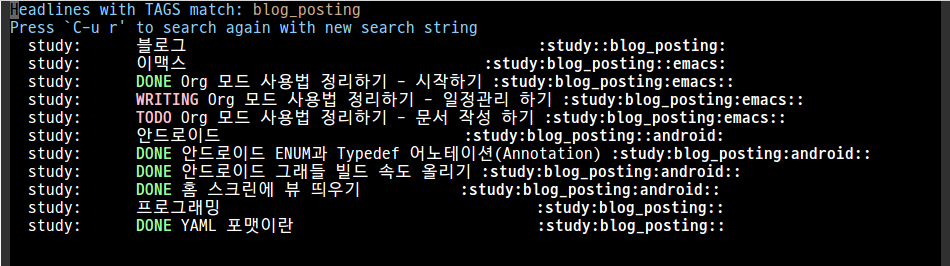 Headlines with TAGS match: blog_posting
Press `C-u r' to search again with new search string
study: 블로그 :study::blog_posting:
study: 이맥스 :study:blog_posting::emacs:
study: DONE Org 모드 사용법 정리하기 - 시작하기 :study:blog_posting:emacs::
study: WRITING Org 모드 사용법 정리하기 - 일정관리 하기 :study:blog_posting:emacs::
study: TODO Org 모드 사용법 정리하기 - 문서 작성 하기 :study:blog_posting:emacs::
study: 안드로이드 :study:blog_posting::android:
study: DONE 안드로이드 ENUM과 Typedef 어노테이션(Annotation) :study:blog_posting:android::
study: DONE 안드로이드 그래들 빌드 속도 올리기 :study:blog_posting:android::
study: DONE 홈 스크린에 뷰 띄우기 :study:blog_posting:android::
study: 프로그래밍 :study:blog_posting::
study: DONE YAML 포맷이란 :study:blog_posting::